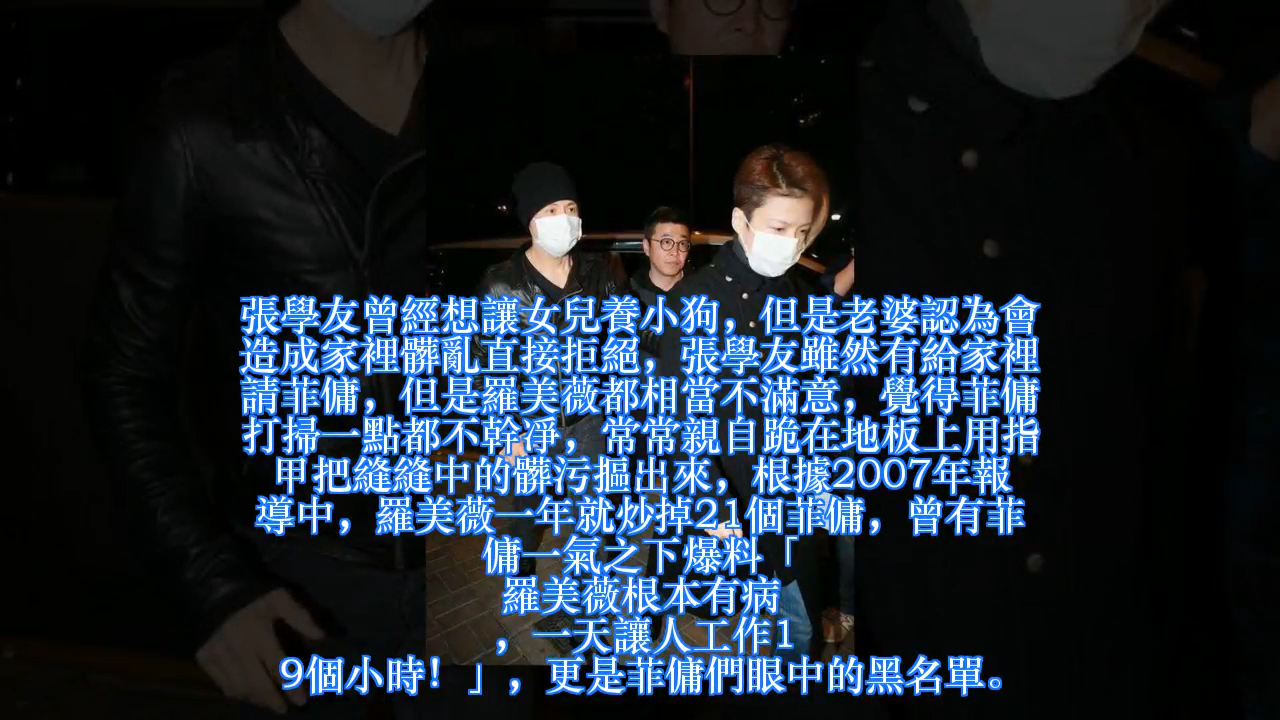 張學友曾經想讓女兒養小狗，但是老婆認為會
造成家裡髒亂直接拒絕，張學友雖然有給家裡
請菲傭，但是羅美薇都相當不滿意，覺得菲傭
打掃一點都不幹凈，常常親自跪在地板上用指
甲把縫縫中的髒污摳出來，根據2007年報
導中，羅美薇一年就炒掉21個菲傭，曾有菲
傭一氣之下爆料「
羅美薇根本有病
，一天讓人工作1
9個小時！」，更是菲傭們眼中的黑名單。